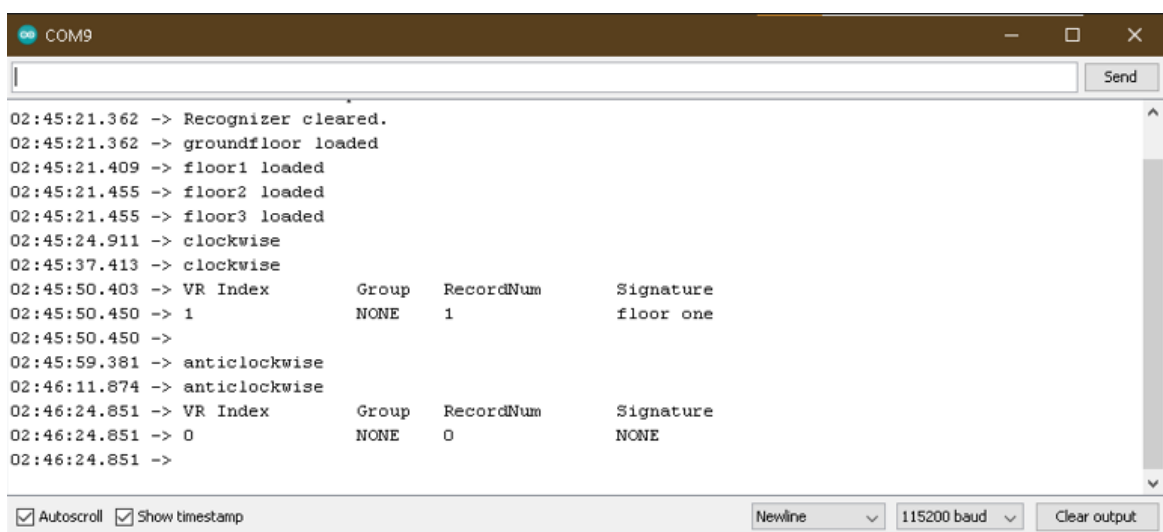 COM9
Send
02:45:21.362 -> Recognizer cleared.
02:45:21.362 -> groundfloor loaded
02:45:21.409 -> floor1 loaded
02:45:21.455 -> floor2 loaded
02:45:21.455 -> floor3 loaded
02:45:24.911 -> clockwise
02:45:37.413 -> clockwise
02:45:50.403 -> VR Index Group RecordNum Signature
02:45:50.450 -> 1 NONE 1 floor one
02:45:50.450 ->
02:45:59.381 -> anticlockwise
02:46:11.874 -> anticlockwise
02:46:24.851 -> VR Index Group RecordNum Signature
02:46:24.851 -> 0 NONE 0 NONE
02:46:24.851 ->
Autoscroll Show timestamp Newline 115200 baud Clear output